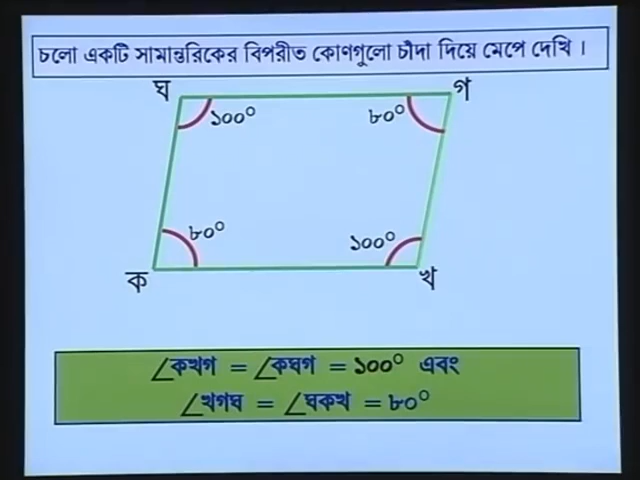 চলো একটি সামান্তরিকের বিপরীত কোণগুলো চাঁদা দিয়ে মেপে দেখি ।
ঘ
গ
১০০°
৮০°
৮০°
১০০°
ক
খ
∠কখগ = ∠কঘগ = ১০০° এবং
∠খগঘ = ∠ঘকখ = ৮০°